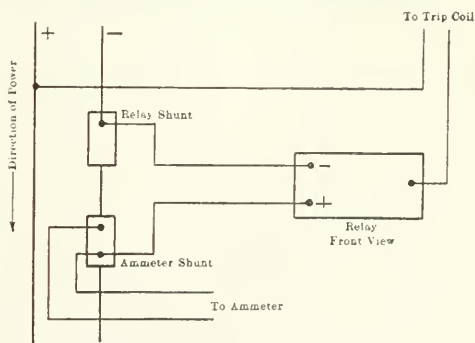 To Trip Coil
+ −
Direction of Power
Relay Shunt
−
+
Relay
Front View
Ammeter Shunt
To Ammeter